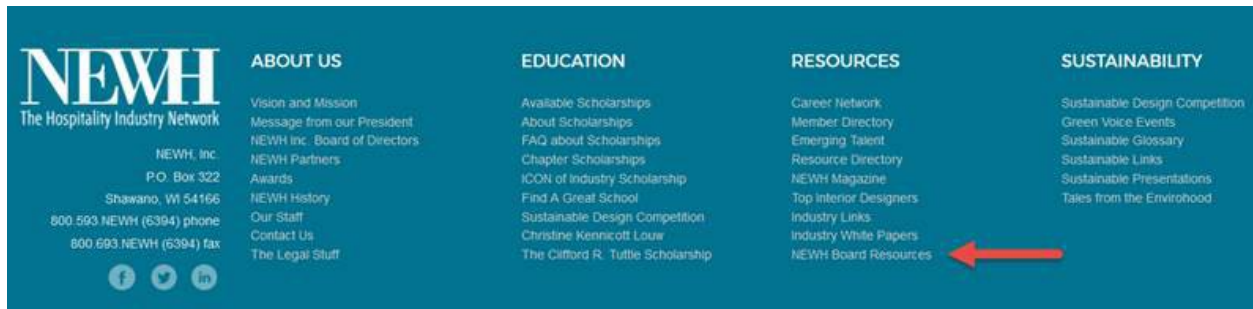 NEWH
The Hospitality Industry Network
NEWH, Inc.
P.O. Box 322
Shawano, WI 54166
800.593.NEWH (6394) phone
800.693.NEWH (6394) fax
f in
ABOUT US
Vision and Mission
Message from our President
NEWH Inc. Board of Directors
NEWH Partners
Awards
NEWH History
Our Staff
Contact Us
The Legal Stuff
EDUCATION
Available Scholarships
About Scholarships
FAQ about Scholarships
Chapter Scholarships
ICON of Industry Scholarship
Find A Great School
Sustainable Design Competition
Christine Kennicott Louw
The Clifford R. Tuttle Scholarship
RESOURCES
Career Network
Member Directory
Emerging Talent
Resource Directory
NEWH Magazine
Top Interior Designers
Industry Links
Industry White Papers
NEWH Board Resources
SUSTAINABILITY
Sustainable Design Competition
Green Voice Events
Sustainable Glossary
Sustainable Links
Sustainable Presentations
Tales from the Envirohood